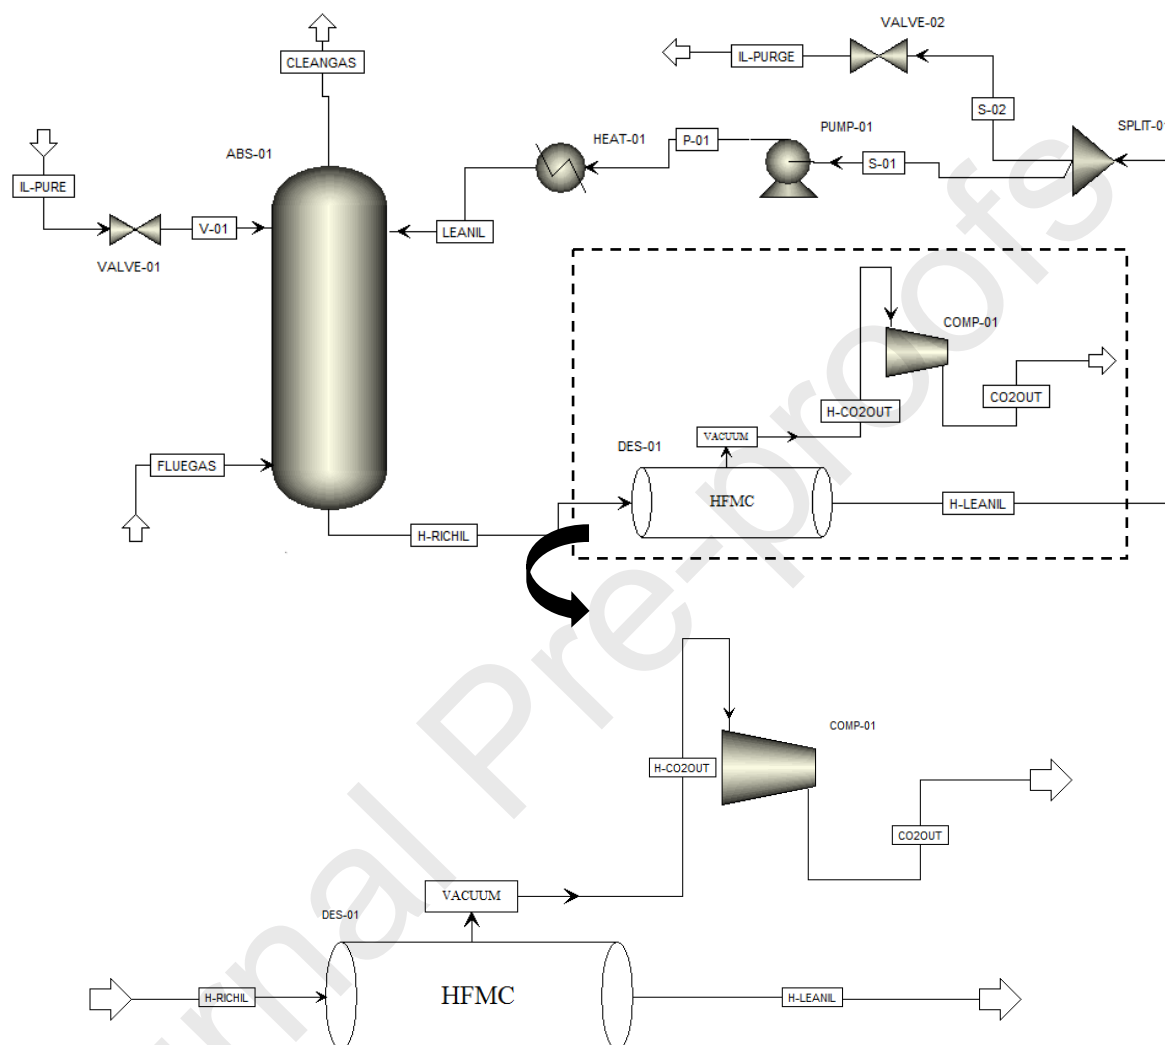 VALVE-02
CLEANGAS
IL-PURGE
S-02
SPLIT-01
HEAT-01
P-01
PUMP-01
ABS-01
S-01
IL-PURE
V-01
LEANIL
VALVE-01
COMP-01
CO2OUT
H-CO2OUT
VACUUM
DES-01
FLUEGAS
HFMC
H-LEANIL
H-RICHIL
COMP-01
H-CO2OUT
CO2OUT
VACUUM
DES-01
HFMC
H-RICHIL
H-LEANIL
rnal Pre-proofs